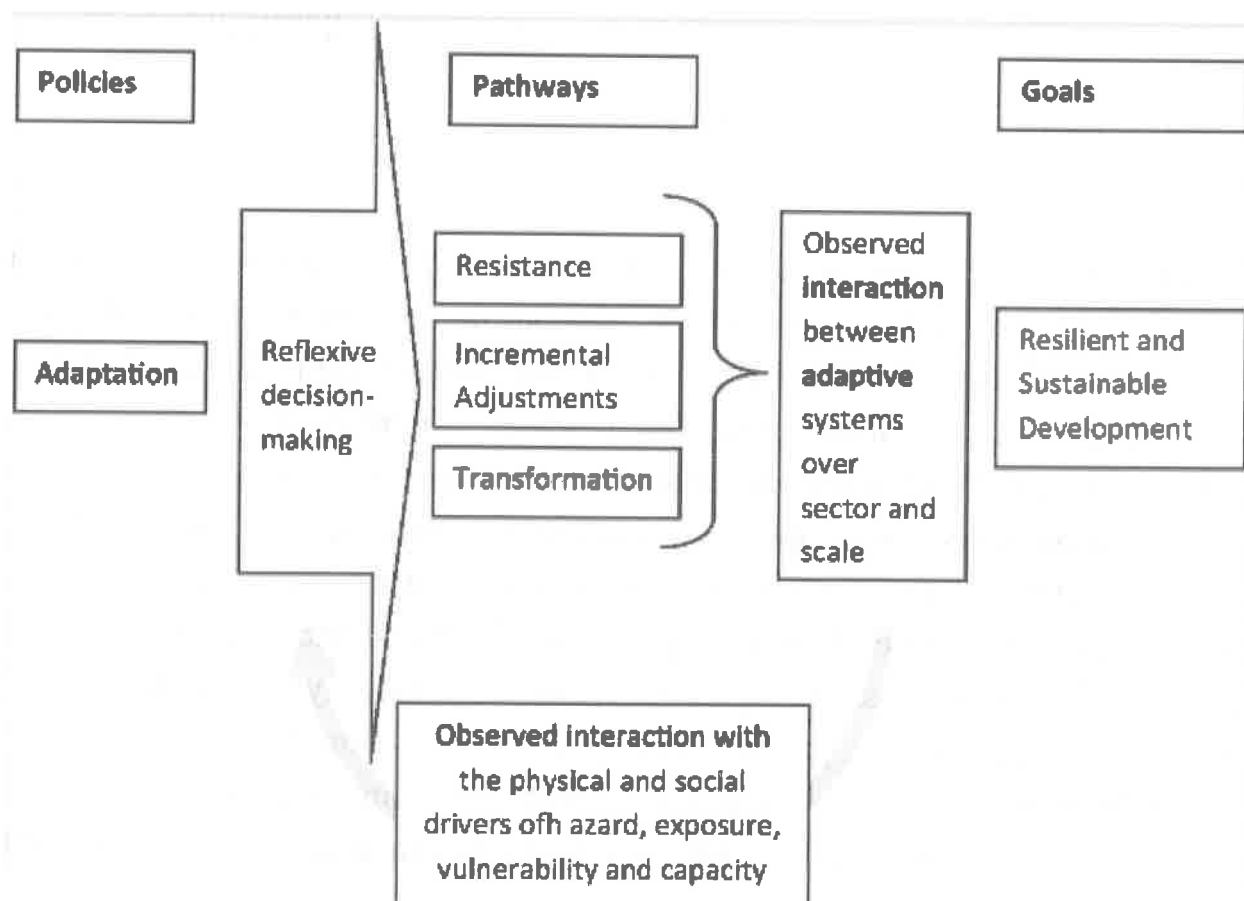 Policies
Pathways
Goals
Adaptation
Reflexive
decision-
making
Resistance
Incremental
Adjustments
Transformation
Observed
interaction
between
adaptive
systems
over
sector and
scale
Resilient and
Sustainable
Development
Observed interaction with
the physical and social
drivers ofh azard, exposure,
vulnerability and capacity